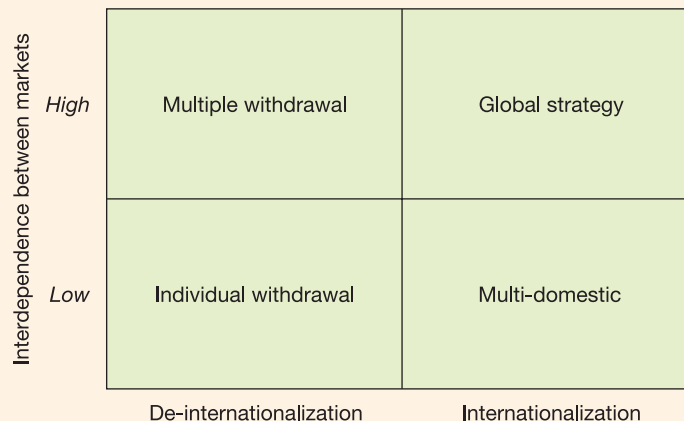 Interdependence between markets
High
Multiple withdrawal
Global strategy
Low
Individual withdrawal
Multi-domestic
De-internationalization
Internationalization